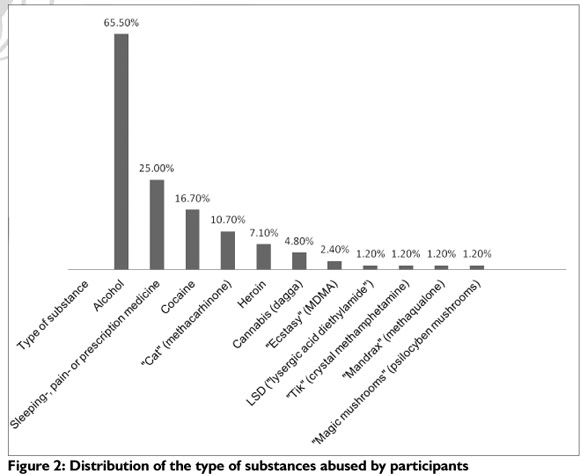 65.50%
25.00%
16.70%
10.70%
7.10%
4.80%
2.40%
1.20%
1.20%
1.20%
1.20%
Type of substance
Alcohol
Sleeping-, pain- or prescription medicine
Cocaine
"Cat" (methacarhinone)
Heroin
Cannabis (dagga)
"Ecstasy" (MDMA)
LSD ("lysergic acid diethylamide")
"Tik" (crystal methamphetamine)
"Mandrax" (methaqualone)
"Magic mushrooms" (psilocyben mushrooms)
Figure 2: Distribution of the type of substances abused by participants